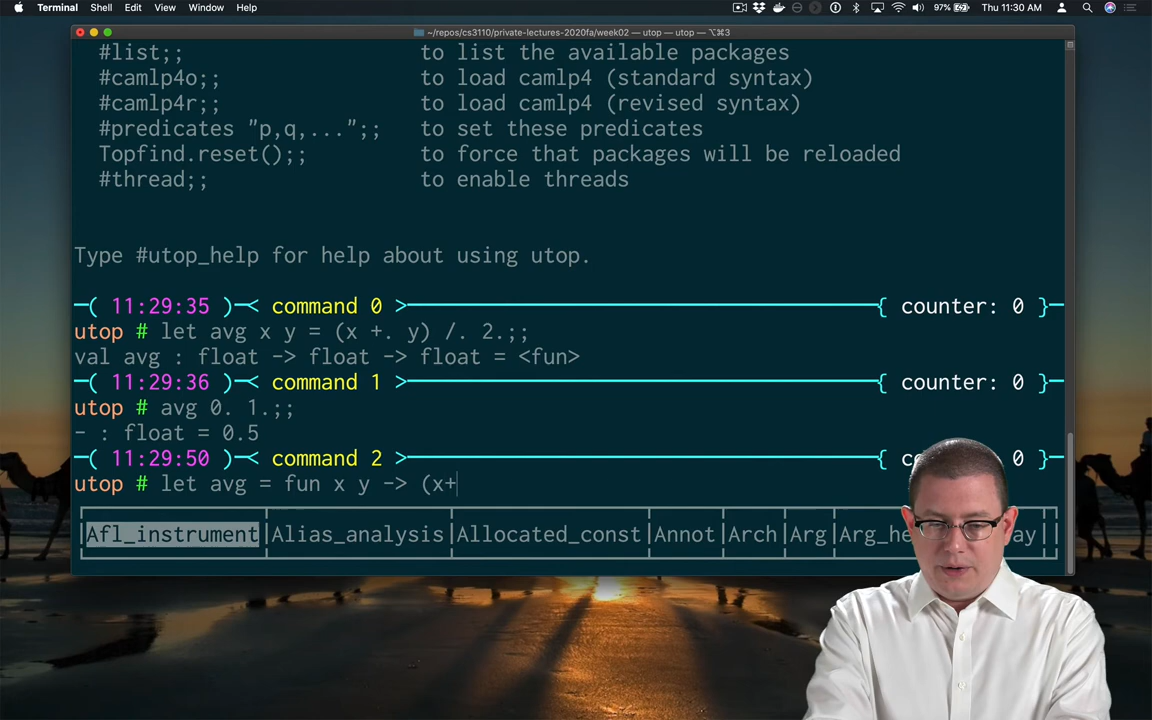 Terminal Shell Edit View Window Help 97% Thu 11:30 AM
~/repos/cs3110/private-lectures-2020fa/week02 — utop — utop — ⌥⌘3
#list;; to list the available packages
#camlp4o;; to load camlp4 (standard syntax)
#camlp4r;; to load camlp4 (revised syntax)
#predicates "p,q,...";; to set these predicates
Topfind.reset();; to force that packages will be reloaded
#thread;; to enable threads
Type #utop_help for help about using utop.
─( 11:29:35 )─< command 0 >─{ counter: 0 }─
utop # let avg x y = (x +. y) /. 2.;;
val avg : float -> float -> float = <fun>
─( 11:29:36 )─< command 1 >─{ counter: 0 }─
utop # avg 0. 1.;;
- : float = 0.5
─( 11:29:50 )─< command 2 >─{ 0 }─
utop # let avg = fun x y -> (x+
Afl_instrument Alias_analysis Allocated_const Annot Arch Arg